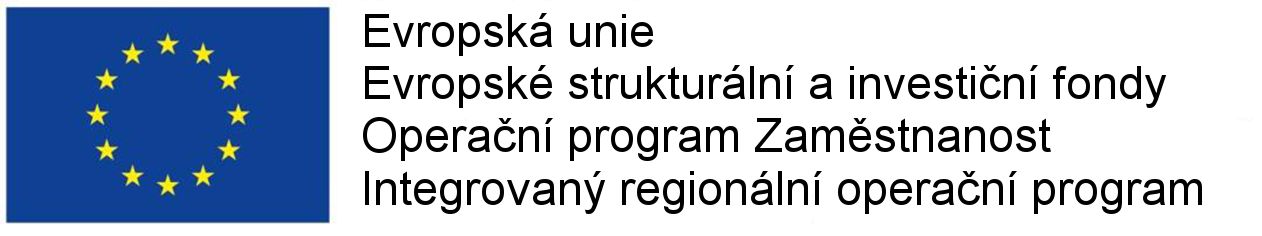 Evropská unie
Evropské strukturální a investiční fondy
Operační program Zaměstnanost
Integrovaný regionální operační program